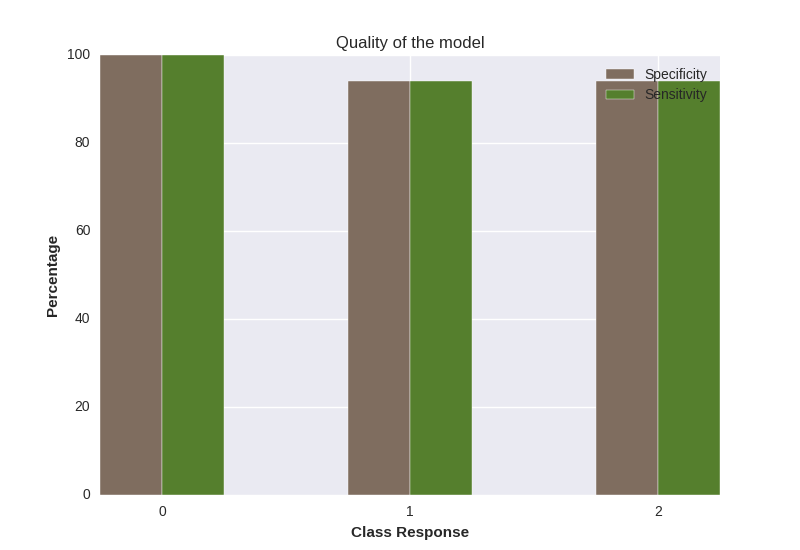 Quality of the model
100
80
60
40
20
0
Percentage
Specificity
Sensitivity
0 1 2
Class Response